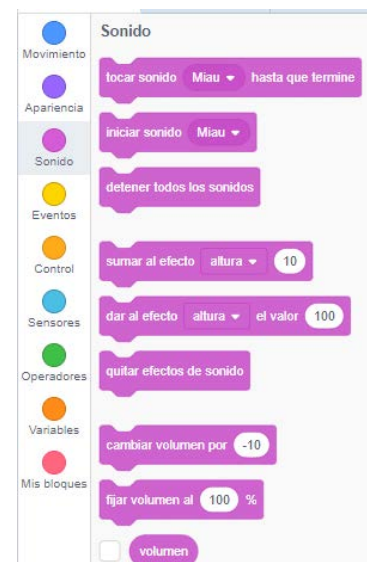 Sonido
Movimiento
Apariencia
Sonido
Eventos
Control
Sensores
Operadores
Variables
Mis bloques
tocar sonido Miau hasta que termine
iniciar sonido Miau
detener todos los sonidos
sumar al efecto altura 10
dar al efecto altura el valor 100
quitar efectos de sonido
cambiar volumen por -10
fijar volumen al 100 %
volumen